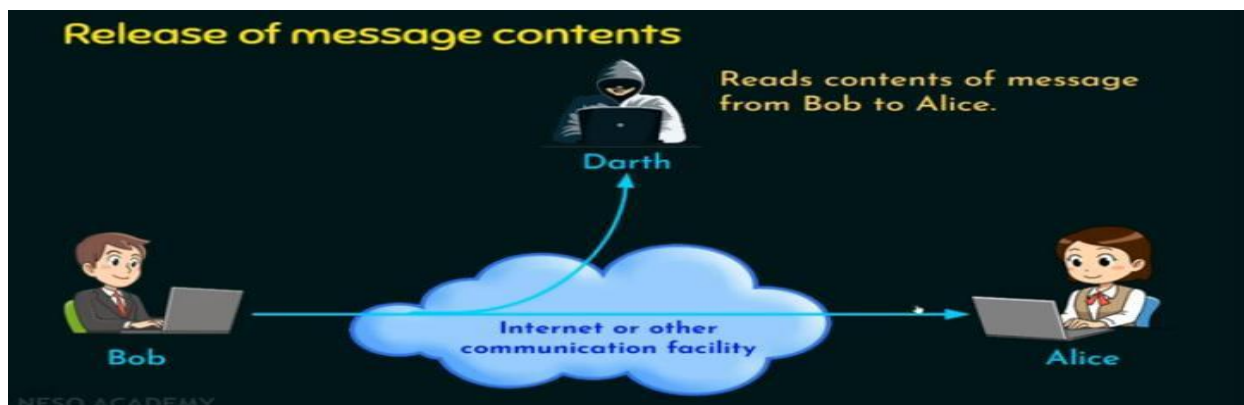 Release of message contents
Reads contents of message
from Bob to Alice.
Darth
Internet or other
communication facility
Bob
Alice
NESO ACADEMY